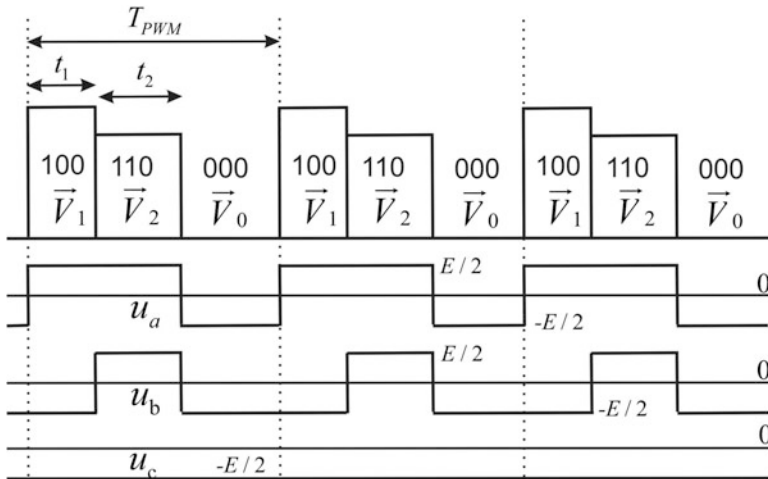 T_PWM
t_1 t_2
100 110 000 100 110 000 100 110 000
V_1 V_2 V_0 V_1 V_2 V_0 V_1 V_2 V_0
E / 2
0
u_a -E / 2
E / 2
0
u_b -E / 2
0
u_c -E / 2